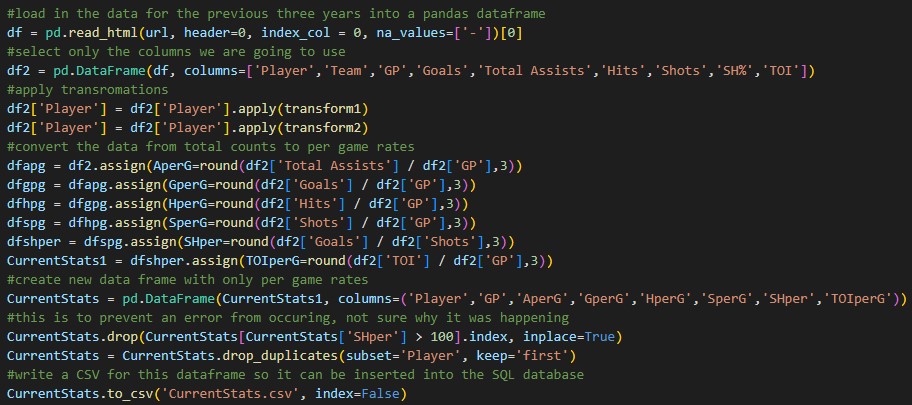 #load in the data for the previous three years into a pandas dataframe
df = pd.read_html(url, header=0, index_col = 0, na_values=['-'])[0]
#select only the columns we are going to use
df2 = pd.DataFrame(df, columns=['Player','Team','GP','Goals','Total Assists','Hits','Shots','SH%','TOI'])
#apply transromations
df2['Player'] = df2['Player'].apply(transform1)
df2['Player'] = df2['Player'].apply(transform2)
#convert the data from total counts to per game rates
dfapg = df2.assign(AperG=round(df2['Total Assists'] / df2['GP'],3))
dfgpg = dfapg.assign(GperG=round(df2['Goals'] / df2['GP'],3))
dfhpg = dfgpg.assign(HperG=round(df2['Hits'] / df2['GP'],3))
dfspg = dfhpg.assign(SperG=round(df2['Shots'] / df2['GP'],3))
dfshper = dfspg.assign(SHper=round(df2['Goals'] / df2['Shots'],3))
CurrentStats1 = dfshper.assign(TOIperG=round(df2['TOI'] / df2['GP'],3))
#create new data frame with only per game rates
CurrentStats = pd.DataFrame(CurrentStats1, columns=('Player','GP','AperG','GperG','HperG','SperG','SHper','TOIperG'))
#this is to prevent an error from occuring, not sure why it was happening
CurrentStats.drop(CurrentStats[CurrentStats['SHper'] > 100].index, inplace=True)
CurrentStats = CurrentStats.drop_duplicates(subset='Player', keep='first')
#write a CSV for this dataframe so it can be inserted into the SQL database
CurrentStats.to_csv('CurrentStats.csv', index=False)